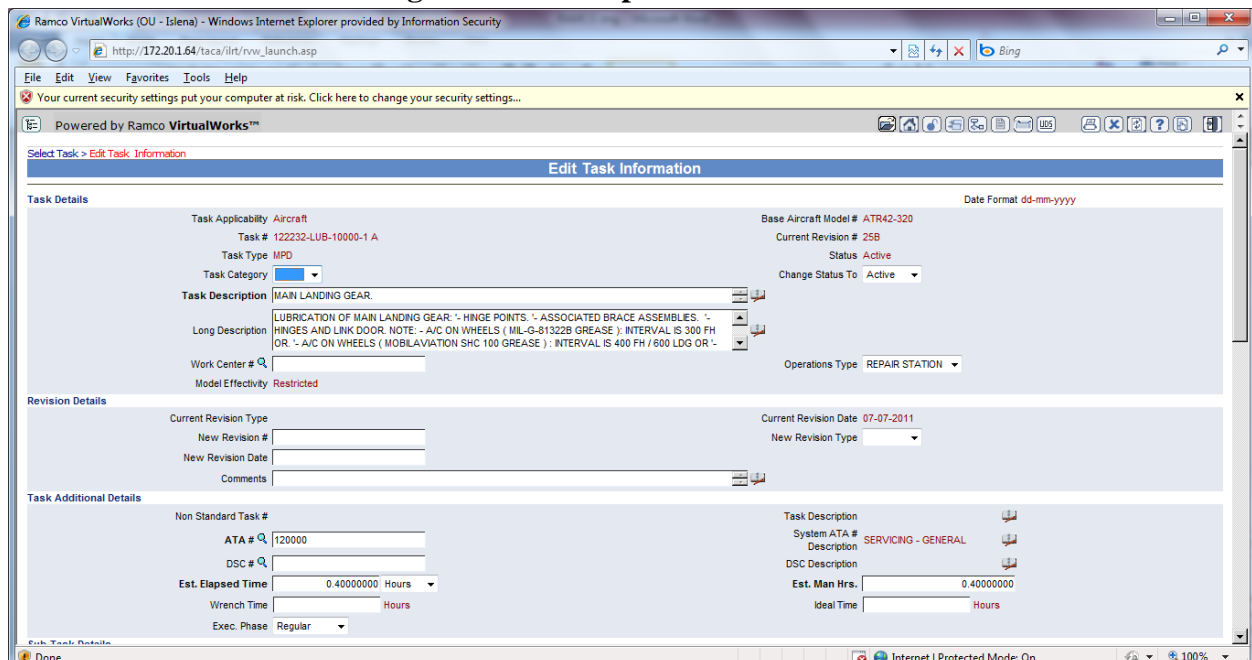 Ramco VirtualWorks (OU - Islena) - Windows Internet Explorer provided by Information Security
http://172.20.1.64/taca/ilrt/rvw_launch.asp
Bing
File Edit View Favorites Tools Help
Your current security settings put your computer at risk. Click here to change your security settings...
Powered by Ramco VirtualWorks™ UDS
Select Task > Edit Task Information
Edit Task Information
Task Details Date Format dd-mm-yyyy
Task Applicability Aircraft Base Aircraft Model # ATR42-320
Task # 122232-LUB-10000-1 A Current Revision # 25B
Task Type MPD Status Active
Task Category Change Status To Active
Task Description MAIN LANDING GEAR.
Long Description LUBRICATION OF MAIN LANDING GEAR: '- HINGE POINTS. '- ASSOCIATED BRACE ASSEMBLIES. '-
HINGES AND LINK DOOR. NOTE: - A/C ON WHEELS ( MIL-G-81322B GREASE ): INTERVAL IS 300 FH
OR. '- A/C ON WHEELS ( MOBILAVIATION SHC 100 GREASE ) : INTERVAL IS 400 FH / 600 LDG OR '-
Work Center # Operations Type REPAIR STATION
Model Effectivity Restricted
Revision Details
Current Revision Type Current Revision Date 07-07-2011
New Revision # New Revision Type
New Revision Date
Comments
Task Additional Details
Non Standard Task # Task Description
ATA # 120000 System ATA # Description SERVICING - GENERAL
DSC # DSC Description
Est. Elapsed Time 0.40000000 Hours Est. Man Hrs. 0.40000000
Wrench Time Hours Ideal Time Hours
Exec. Phase Regular
Sub Task Details
Done Internet | Protected Mode: On 100%